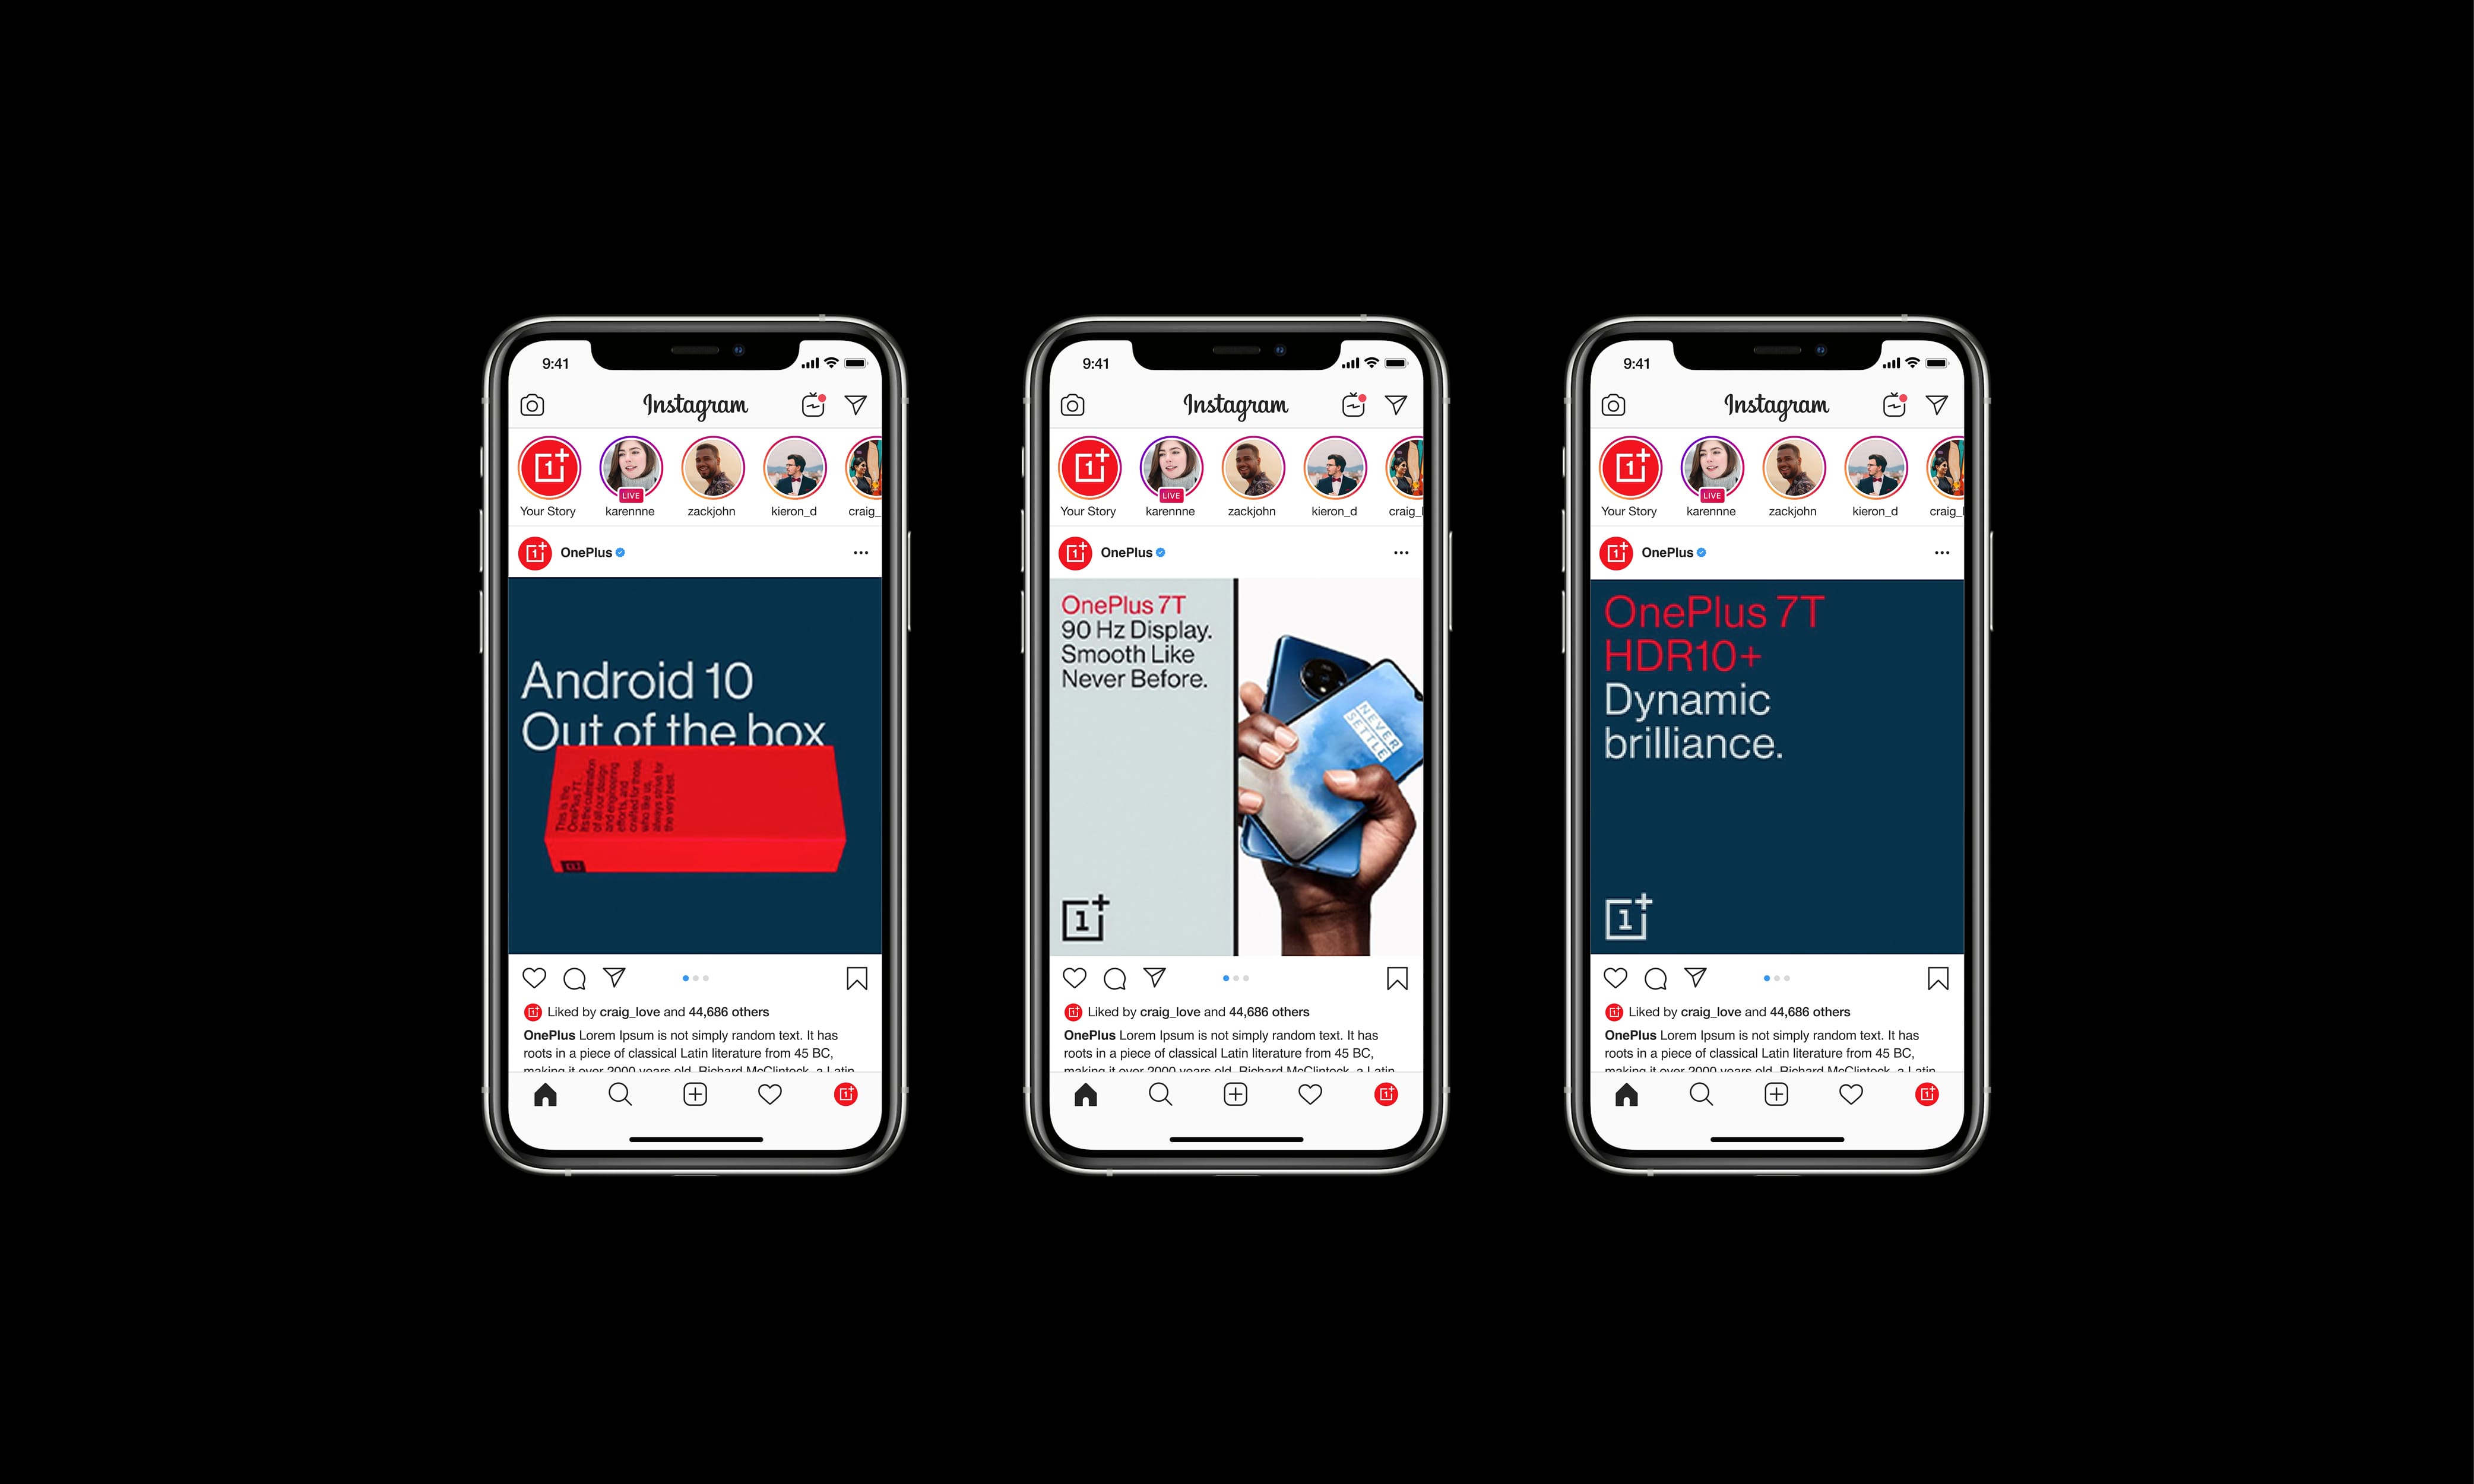 9:41
Instagram
LIVE
Your Story
karennne
zackjohn
kieron_d
craig_
OnePlus
Android 10
Out of the box
This is the
OnePlus 7T.
It's the culmination
of all our design
and engineering
efforts, and
crafted for those,
who like us,
always strive for
the very best.
Liked by craig_love and 44,686 others
OnePlus Lorem Ipsum is not simply random text. It has
roots in a piece of classical Latin literature from 45 BC,
making it over 2000 years old. Richard McClintock, a Latin
9:41
Instagram
LIVE
Your Story
karennne
zackjohn
kieron_d
craig_l
OnePlus
OnePlus 7T
90 Hz Display.
Smooth Like
Never Before.
NEVER
SETTLE
Liked by craig_love and 44,686 others
OnePlus Lorem Ipsum is not simply random text. It has
roots in a piece of classical Latin literature from 45 BC,
making it over 2000 years old. Richard McClintock, a Latin
9:41
Instagram
LIVE
Your Story
karennne
zackjohn
kieron_d
craig_l
OnePlus
OnePlus 7T
HDR10+
Dynamic
brilliance.
Liked by craig_love and 44,686 others
OnePlus Lorem Ipsum is not simply random text. It has
roots in a piece of classical Latin literature from 45 BC,
making it over 2000 years old. Richard McClintock, a Latin